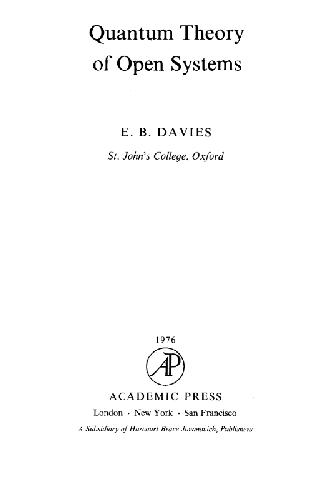 Quantum Theory
of Open Systems
E. B. DAVIES
St. John's College, Oxford
1976
AP
ACADEMIC PRESS
London · New York · San Francisco
A Subsidiary of Harcourt Brace Jovanovich, Publishers